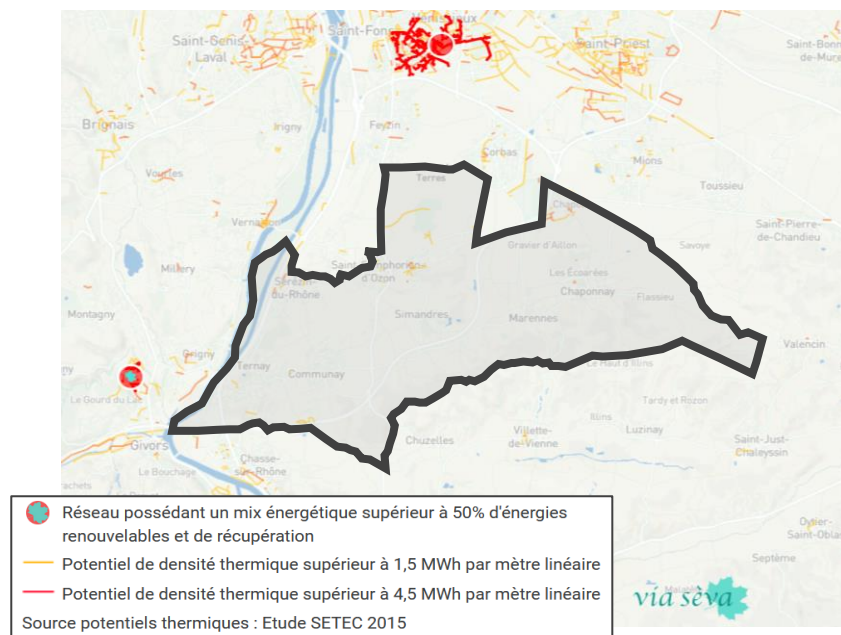 Vénissieux
Saint-Fons
Saint-Genis-
Laval
Saint-Priest
Saint-Bonn
de-Mure
Brignais
Irigny
Feyzin
Corbas
Mions
Vourles
Terres
Toussieu
Vernaison
Saint-Pierre-
de-Chandieu
Gravier d'Aillon
Savoye
Millery
Saint-Symphorien
d'Ozon
Les Écoarées
Sérézin-
du-Rhône
Chaponnay
Flassieu
Montagny
Simandres
Marennes
Valencin
Grigny
Ternay
Le Haut d'Illins
Communay
Le Gourd du Lac
Tardy et Rozon
Illins
Givors
Chuzelles
Villette-
de-Vienne
Luzinay
Saint-Just-
Chaleyssin
Chasse-
sur-Rhône
Le Bouchage
rachets
Oytier-
Saint-Oblas
Septème
Réseau possédant un mix énergétique supérieur à 50% d'énergies
renouvelables et de récupération
Potentiel de densité thermique supérieur à 1,5 MWh par mètre linéaire
Potentiel de densité thermique supérieur à 4,5 MWh par mètre linéaire
Source potentiels thermiques : Etude SETEC 2015
via sèva